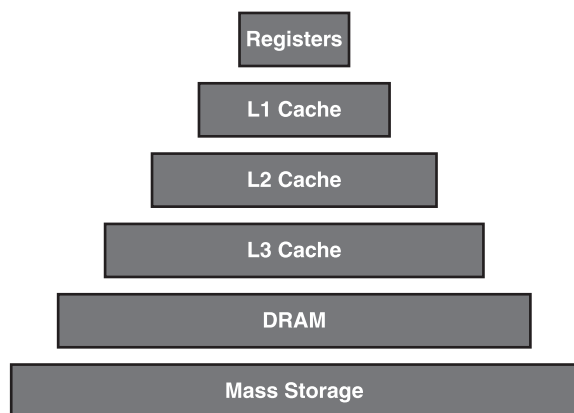 Registers
L1 Cache
L2 Cache
L3 Cache
DRAM
Mass Storage